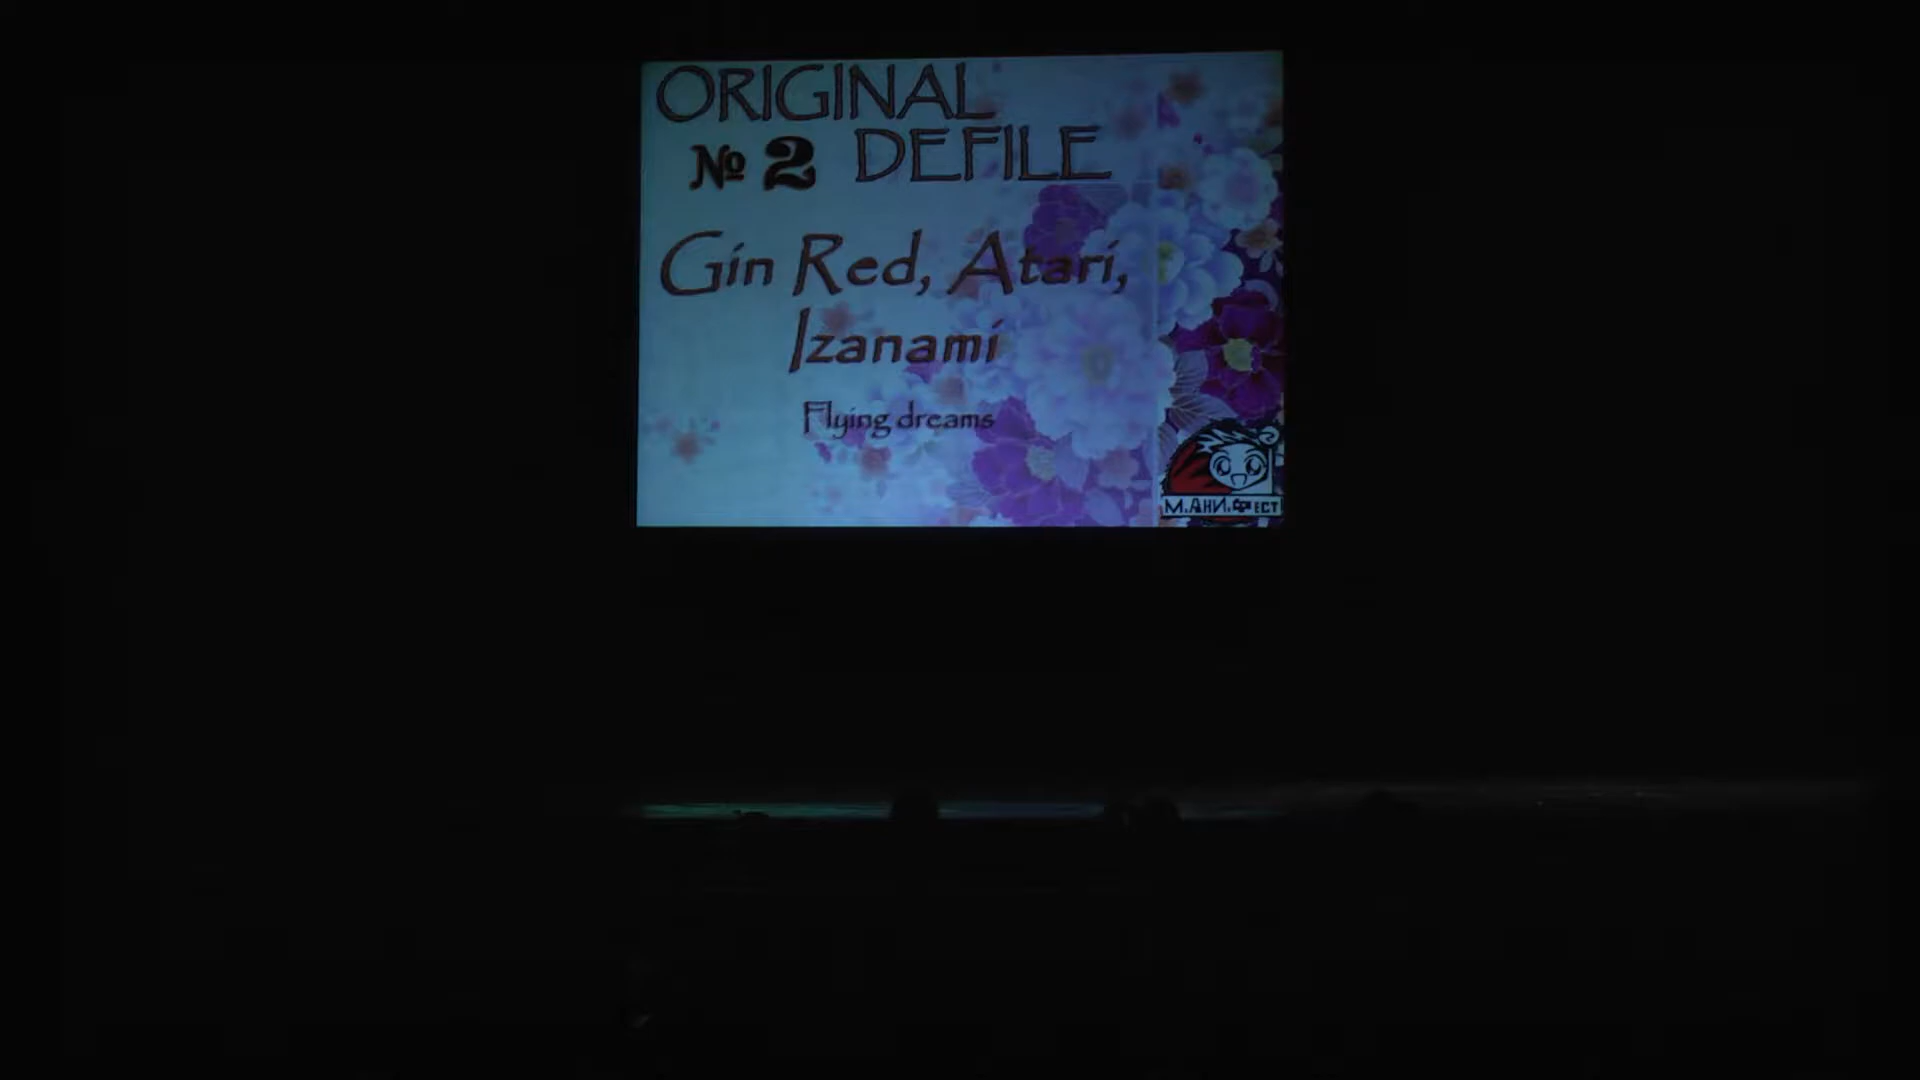 ORIGINAL
№ 2 DEFILE
Gin Red, Atari,
Izanami
Flying dreams
М.АНИ.ФЕСТ